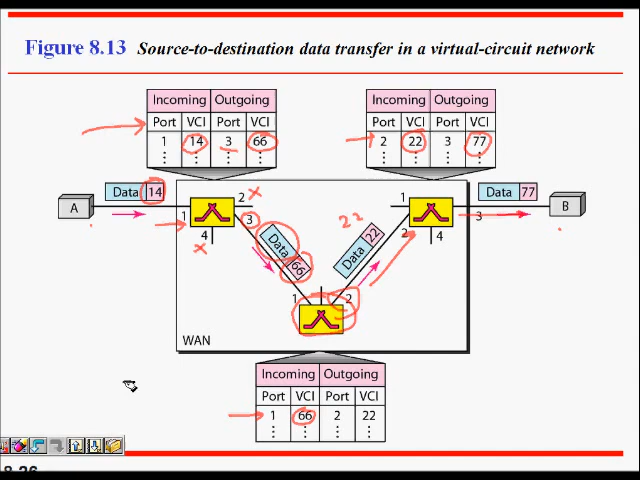 Figure 8.13 Source-to-destination data transfer in a virtual-circuit network
Incoming Outgoing
Port VCI Port VCI
1 14 3 66
Incoming Outgoing
Port VCI Port VCI
2 22 3 77
A
Data 14
1
2 x
3
4
x
Data 66
22
Data 22
1
2
1
2
3
4
Data 77
B
WAN
Incoming Outgoing
Port VCI Port VCI
1 66 2 22
8.26